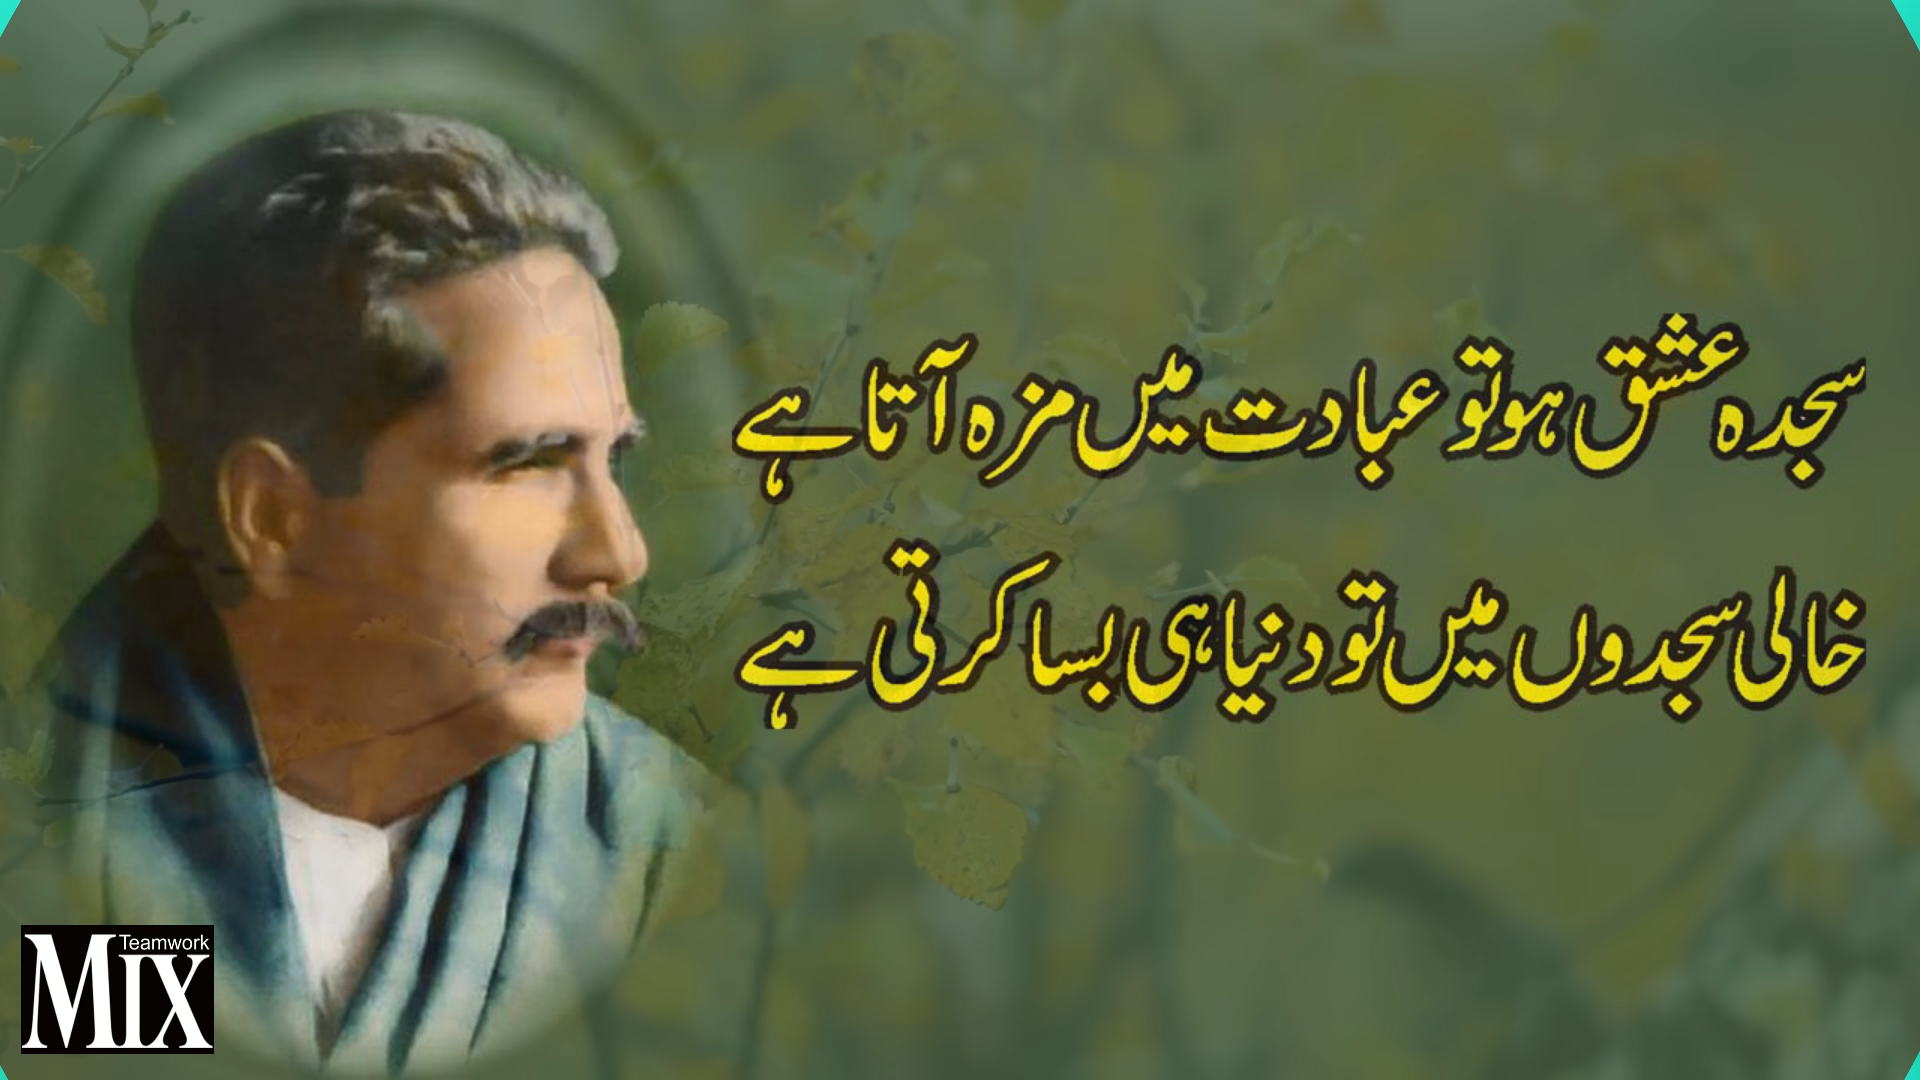 سجدہ عشق ہو تو عبادت میں مزہ آتا ہے
خالی سجدوں میں تو دنیا ہی بسا کرتی ہے
Teamwork
MIX